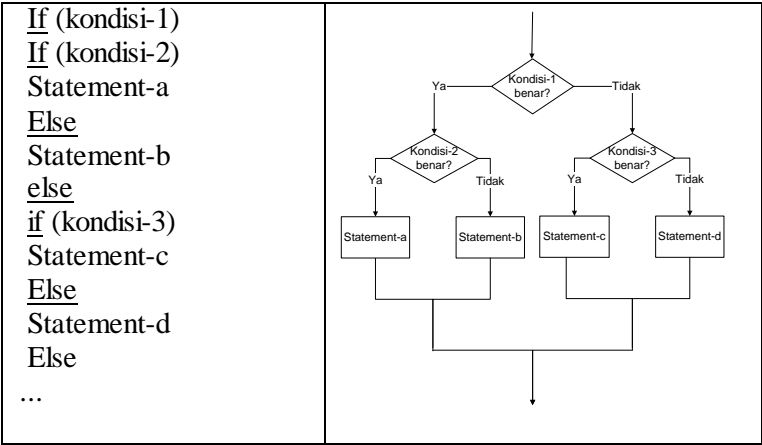 If (kondisi-1)
If (kondisi-2)
Statement-a
Else
Statement-b
else
if (kondisi-3)
Statement-c
Else
Statement-d
Else
...
Kondisi-1
benar?
Ya
Tidak
Kondisi-2
benar?
Kondisi-3
benar?
Ya
Tidak
Ya
Tidak
Statement-a
Statement-b
Statement-c
Statement-d